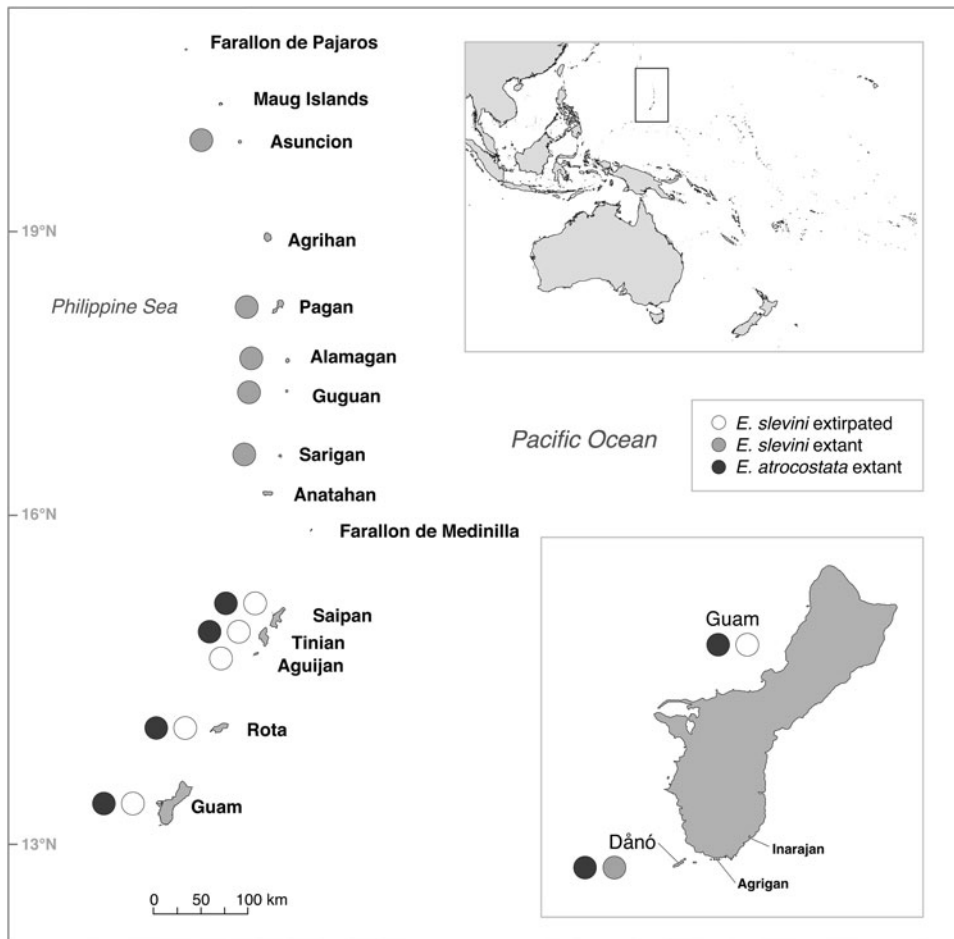 Farallon de Pajaros
Maug Islands
Asuncion
19°N
Agrihan
Philippine Sea
Pagan
Alamagan
Guguan
Pacific Ocean
E. slevini extirpated
E. slevini extant
E. atrocostata extant
Sarigan
Anatahan
16°N
Farallon de Medinilla
Saipan
Tinian
Aguijan
Rota
Guam
13°N
0 50 100 km
Guam
Dånó
Inarajan
Agrigan